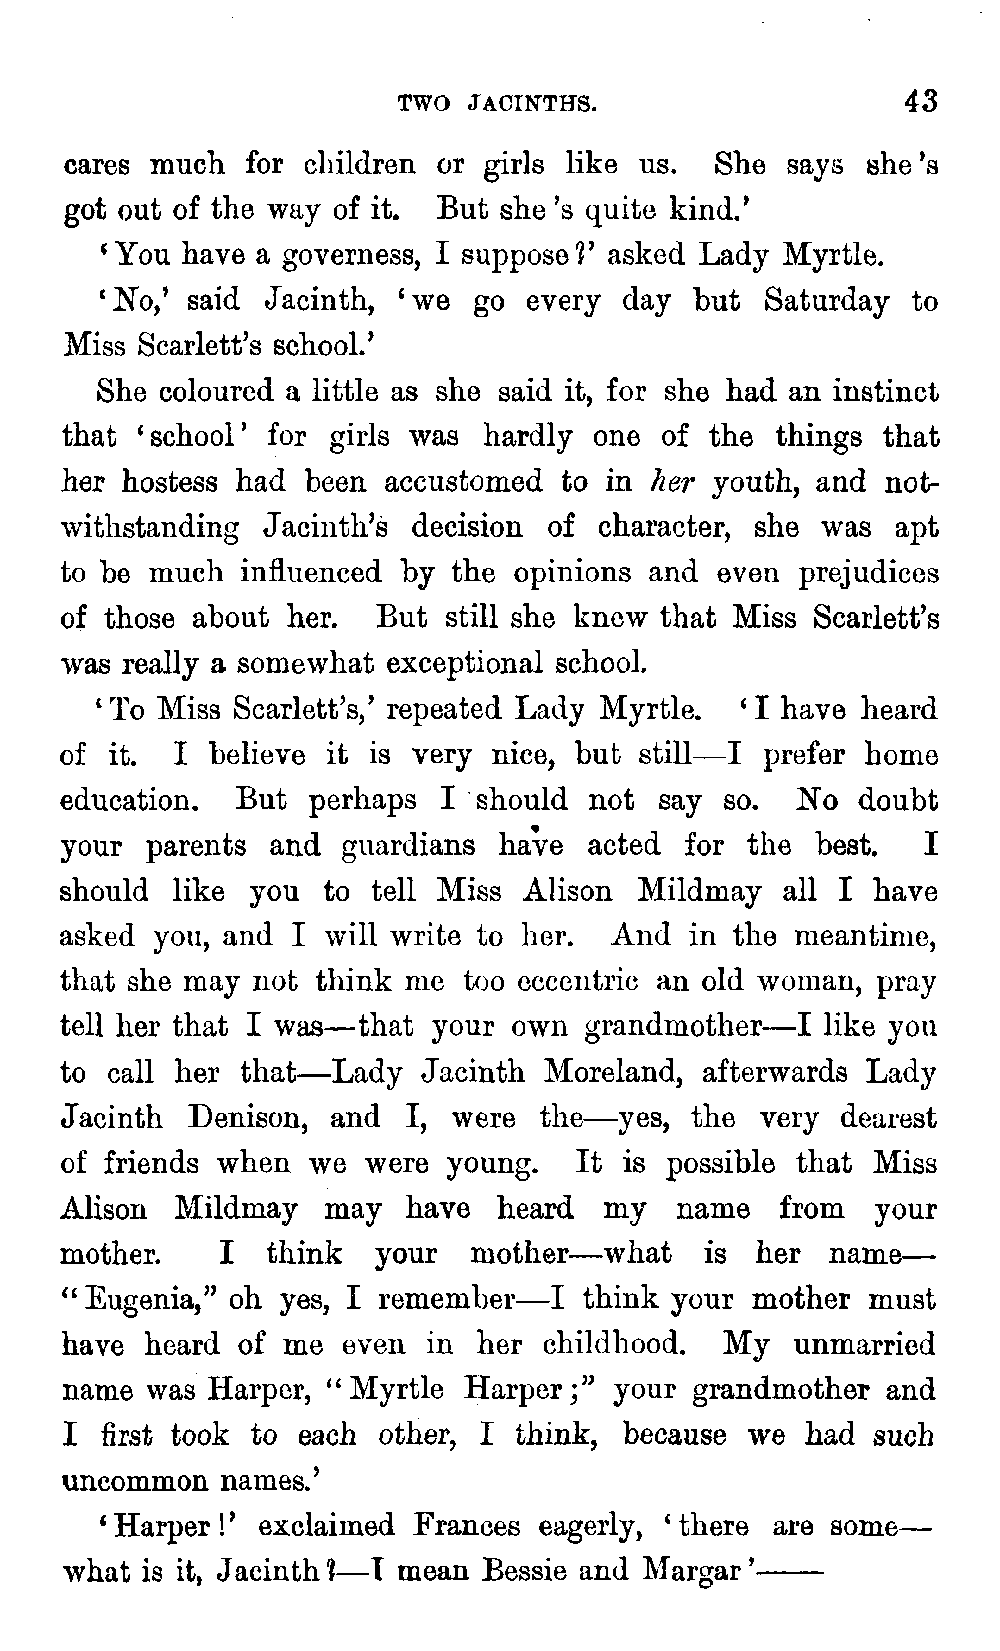 TWO JACINTHS. 43
cares much for children or girls like us. She says she 's
got out of the way of it. But she 's quite kind.'
'You have a governess, I suppose?' asked Lady Myrtle.
'No,' said Jacinth, 'we go every day but Saturday to
Miss Scarlett's school.'
She coloured a little as she said it, for she had an instinct
that 'school' for girls was hardly one of the things that
her hostess had been accustomed to in her youth, and not-
withstanding Jacinth's decision of character, she was apt
to be much influenced by the opinions and even prejudices
of those about her. But still she knew that Miss Scarlett's
was really a somewhat exceptional school.
'To Miss Scarlett's,' repeated Lady Myrtle. 'I have heard
of it. I believe it is very nice, but still—I prefer home
education. But perhaps I should not say so. No doubt
your parents and guardians have acted for the best. I
should like you to tell Miss Alison Mildmay all I have
asked you, and I will write to her. And in the meantime,
that she may not think me too eccentric an old woman, pray
tell her that I was—that your own grandmother—I like you
to call her that—Lady Jacinth Moreland, afterwards Lady
Jacinth Denison, and I, were the—yes, the very dearest
of friends when we were young. It is possible that Miss
Alison Mildmay may have heard my name from your
mother. I think your mother—what is her name—
"Eugenia," oh yes, I remember—I think your mother must
have heard of me even in her childhood. My unmarried
name was Harper, "Myrtle Harper;" your grandmother and
I first took to each other, I think, because we had such
uncommon names.'
'Harper!' exclaimed Frances eagerly, 'there are some—
what is it, Jacinth?—I mean Bessie and Margar'——